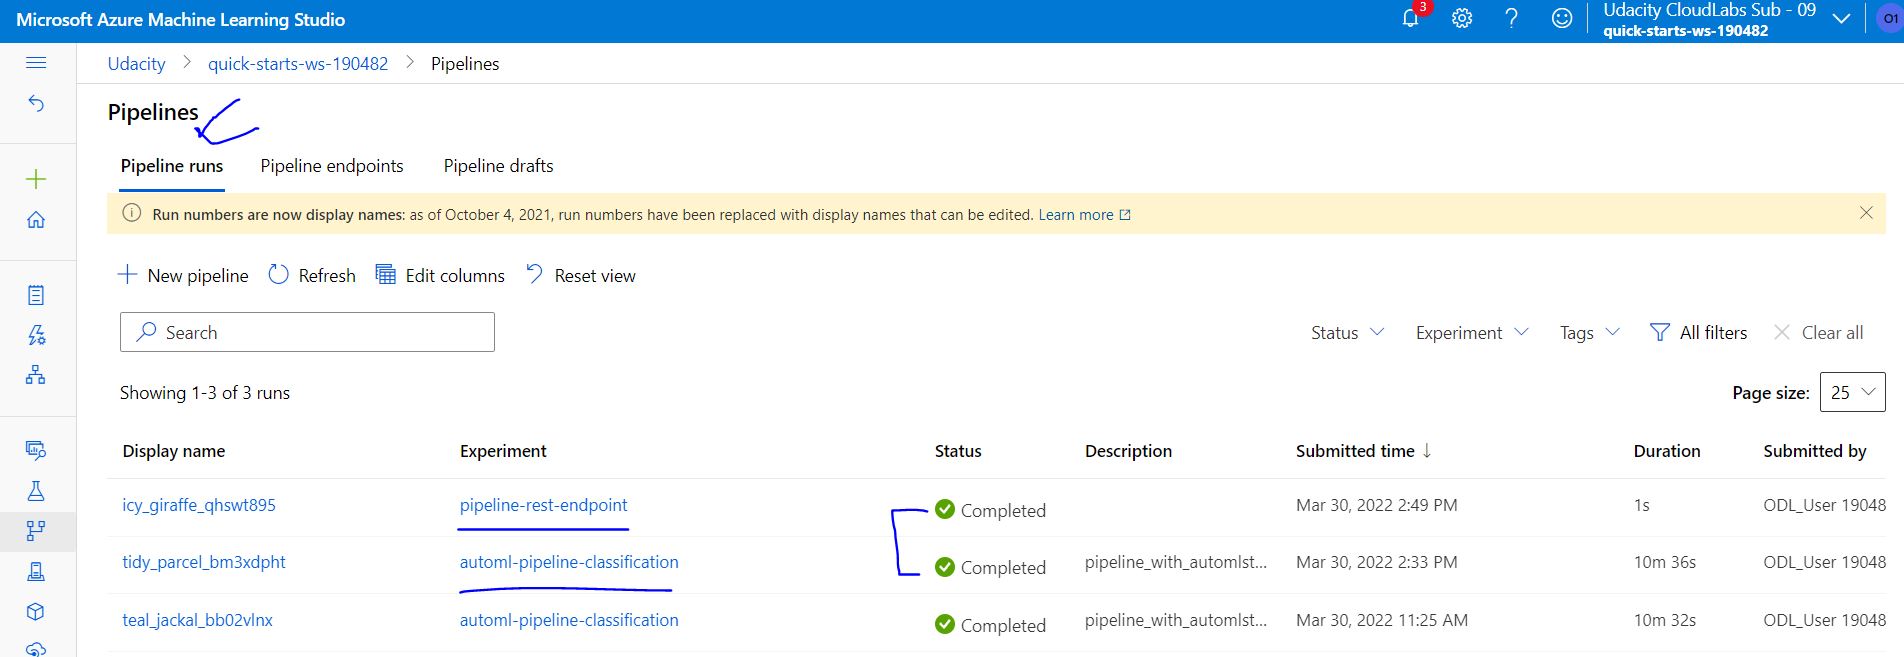 Microsoft Azure Machine Learning Studio
3
Udacity CloudLabs Sub - 09
quick-starts-ws-190482
O1
Udacity > quick-starts-ws-190482 > Pipelines
Pipelines
Pipeline runs Pipeline endpoints Pipeline drafts
Run numbers are now display names: as of October 4, 2021, run numbers have been replaced with display names that can be edited. Learn more
New pipeline Refresh Edit columns Reset view
Search Status Experiment Tags All filters Clear all
Showing 1-3 of 3 runs Page size: 25
Display name Experiment Status Description Submitted time ↓ Duration Submitted by
icy_giraffe_qhswt895 pipeline-rest-endpoint Completed Mar 30, 2022 2:49 PM 1s ODL_User 19048
tidy_parcel_bm3xdpht automl-pipeline-classification Completed pipeline_with_automlst... Mar 30, 2022 2:33 PM 10m 36s ODL_User 19048
teal_jackal_bb02vlnx automl-pipeline-classification Completed pipeline_with_automlst... Mar 30, 2022 11:25 AM 10m 32s ODL_User 19048